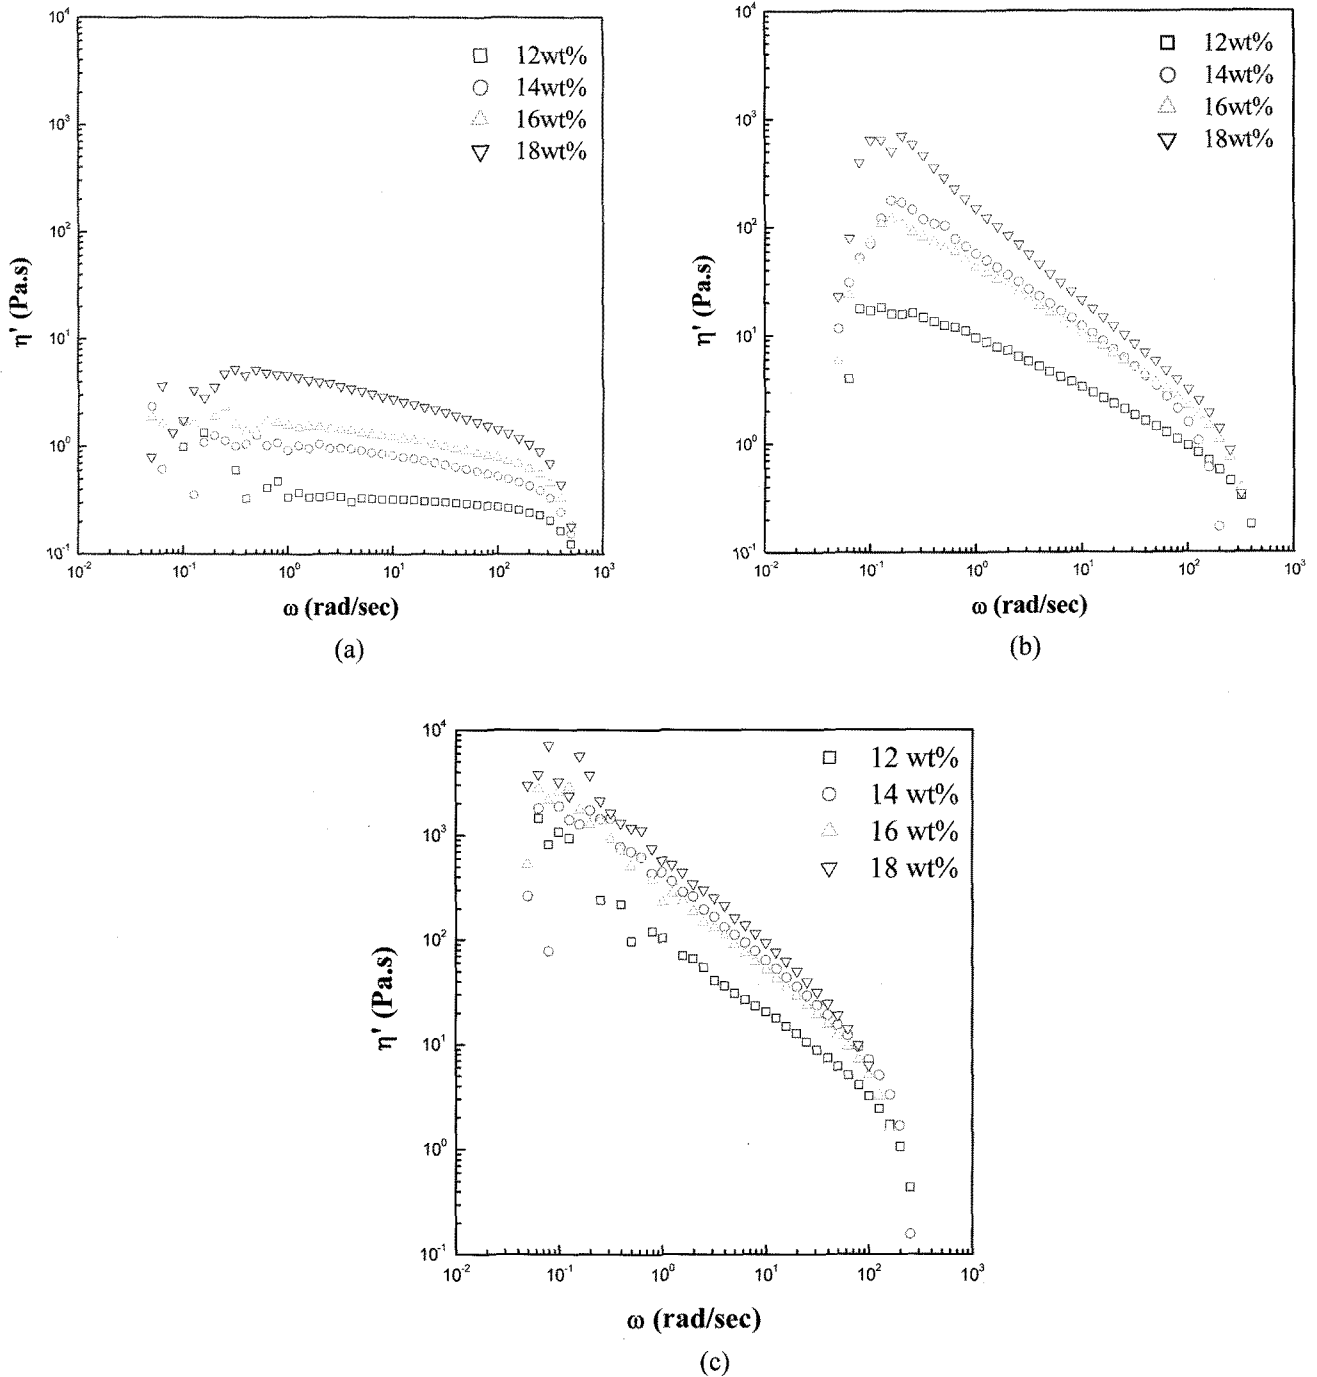 10⁴
10³
10²
10¹
10⁰
10⁻¹
η' (Pa.s)
12wt%
14wt%
16wt%
18wt%
10⁻² 10⁻¹ 10⁰ 10¹ 10² 10³
ω (rad/sec)
(a)
10⁴
10³
10²
10¹
10⁰
10⁻¹
η' (Pa.s)
12wt%
14wt%
16wt%
18wt%
10⁻² 10⁻¹ 10⁰ 10¹ 10² 10³
ω (rad/sec)
(b)
10⁴
10³
10²
10¹
10⁰
10⁻¹
η' (Pa.s)
12 wt%
14 wt%
16 wt%
18 wt%
10⁻² 10⁻¹ 10⁰ 10¹ 10² 10³
ω (rad/sec)
(c)